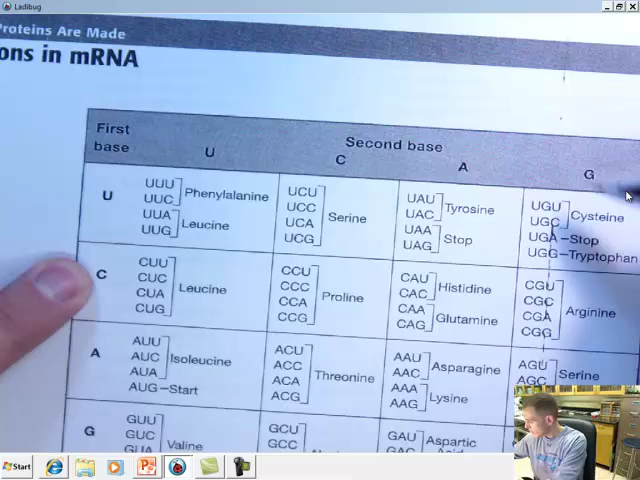 Ladibug
Proteins Are Made
ons in mRNA
First base
Second base
U
C
A
G
U
UUU
UUC
Phenylalanine
UUA
UUG
Leucine
UCU
UCC
UCA
UCG
Serine
UAU
UAC
Tyrosine
UAA
UAG
Stop
UGU
UGC
Cysteine
UGA–Stop
UGG–Tryptophan
C
CUU
CUC
CUA
CUG
Leucine
CCU
CCC
CCA
CCG
Proline
CAU
CAC
Histidine
CAA
CAG
Glutamine
CGU
CGC
CGA
CGG
Arginine
A
AUU
AUC
AUA
Isoleucine
AUG–Start
ACU
ACC
ACA
ACG
Threonine
AAU
AAC
Asparagine
AAA
AAG
Lysine
AGU
AGC
Serine
G
GUU
GUC
GUA
Valine
GCU
GCC
GAU
Aspartic
Start